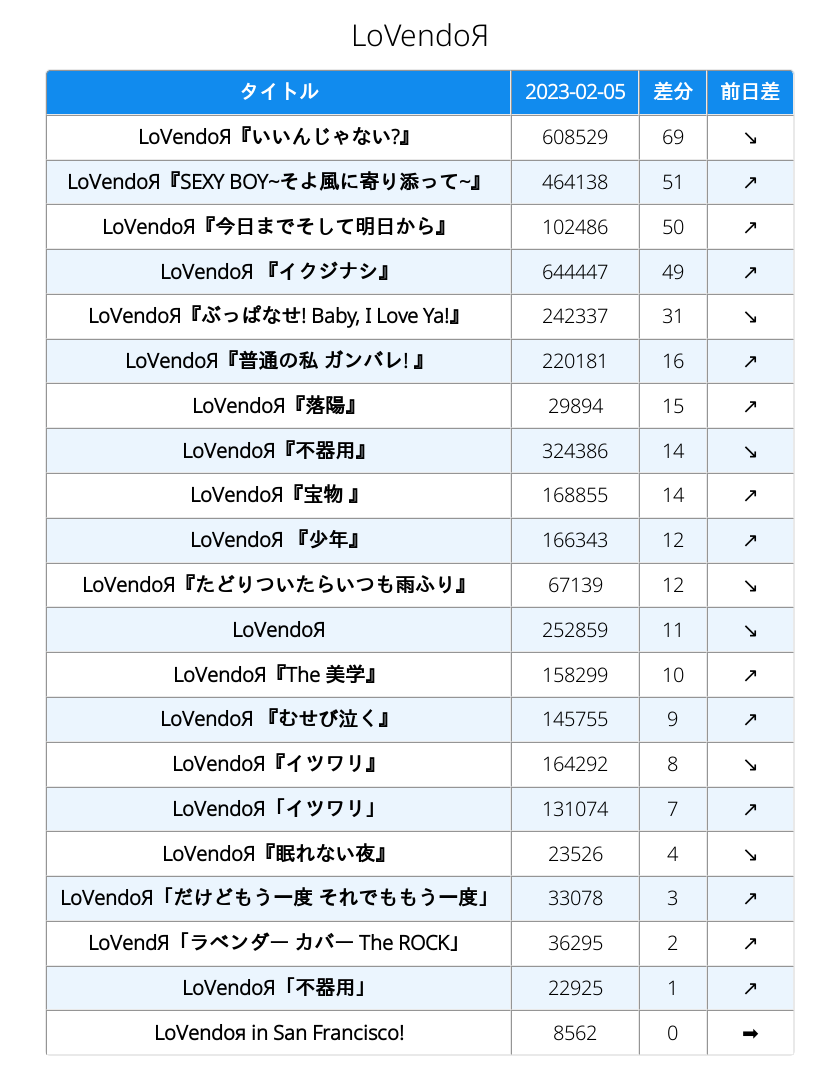 LoVendoЯ
タイトル 2023-02-05 差分 前日差
LoVendoЯ『いいんじゃない?』 608529 69 ↘
LoVendoЯ『SEXY BOY~そよ風に寄り添って~』 464138 51 ↗
LoVendoЯ『今日までそして明日から』 102486 50 ↗
LoVendoЯ 『イクジナシ』 644447 49 ↗
LoVendoЯ『ぶっぱなせ! Baby, I Love Ya!』 242337 31 ↘
LoVendoЯ『普通の私 ガンバレ! 』 220181 16 ↗
LoVendoЯ『落陽』 29894 15 ↗
LoVendoЯ『不器用』 324386 14 ↘
LoVendoЯ『宝物 』 168855 14 ↗
LoVendoЯ 『少年』 166343 12 ↗
LoVendoЯ『たどりついたらいつも雨ふり』 67139 12 ↘
LoVendoЯ 252859 11 ↘
LoVendoЯ『The 美学』 158299 10 ↗
LoVendoЯ 『むせび泣く』 145755 9 ↗
LoVendoЯ『イツワリ』 164292 8 ↘
LoVendoЯ「イツワリ」 131074 7 ↗
LoVendoЯ『眠れない夜』 23526 4 ↘
LoVendoЯ「だけどもう一度 それでももう一度」 33078 3 ↗
LoVendЯ「ラベンダー カバー The ROCK」 36295 2 ↗
LoVendoЯ「不器用」 22925 1 ↗
LoVendoя in San Francisco! 8562 0 ➡